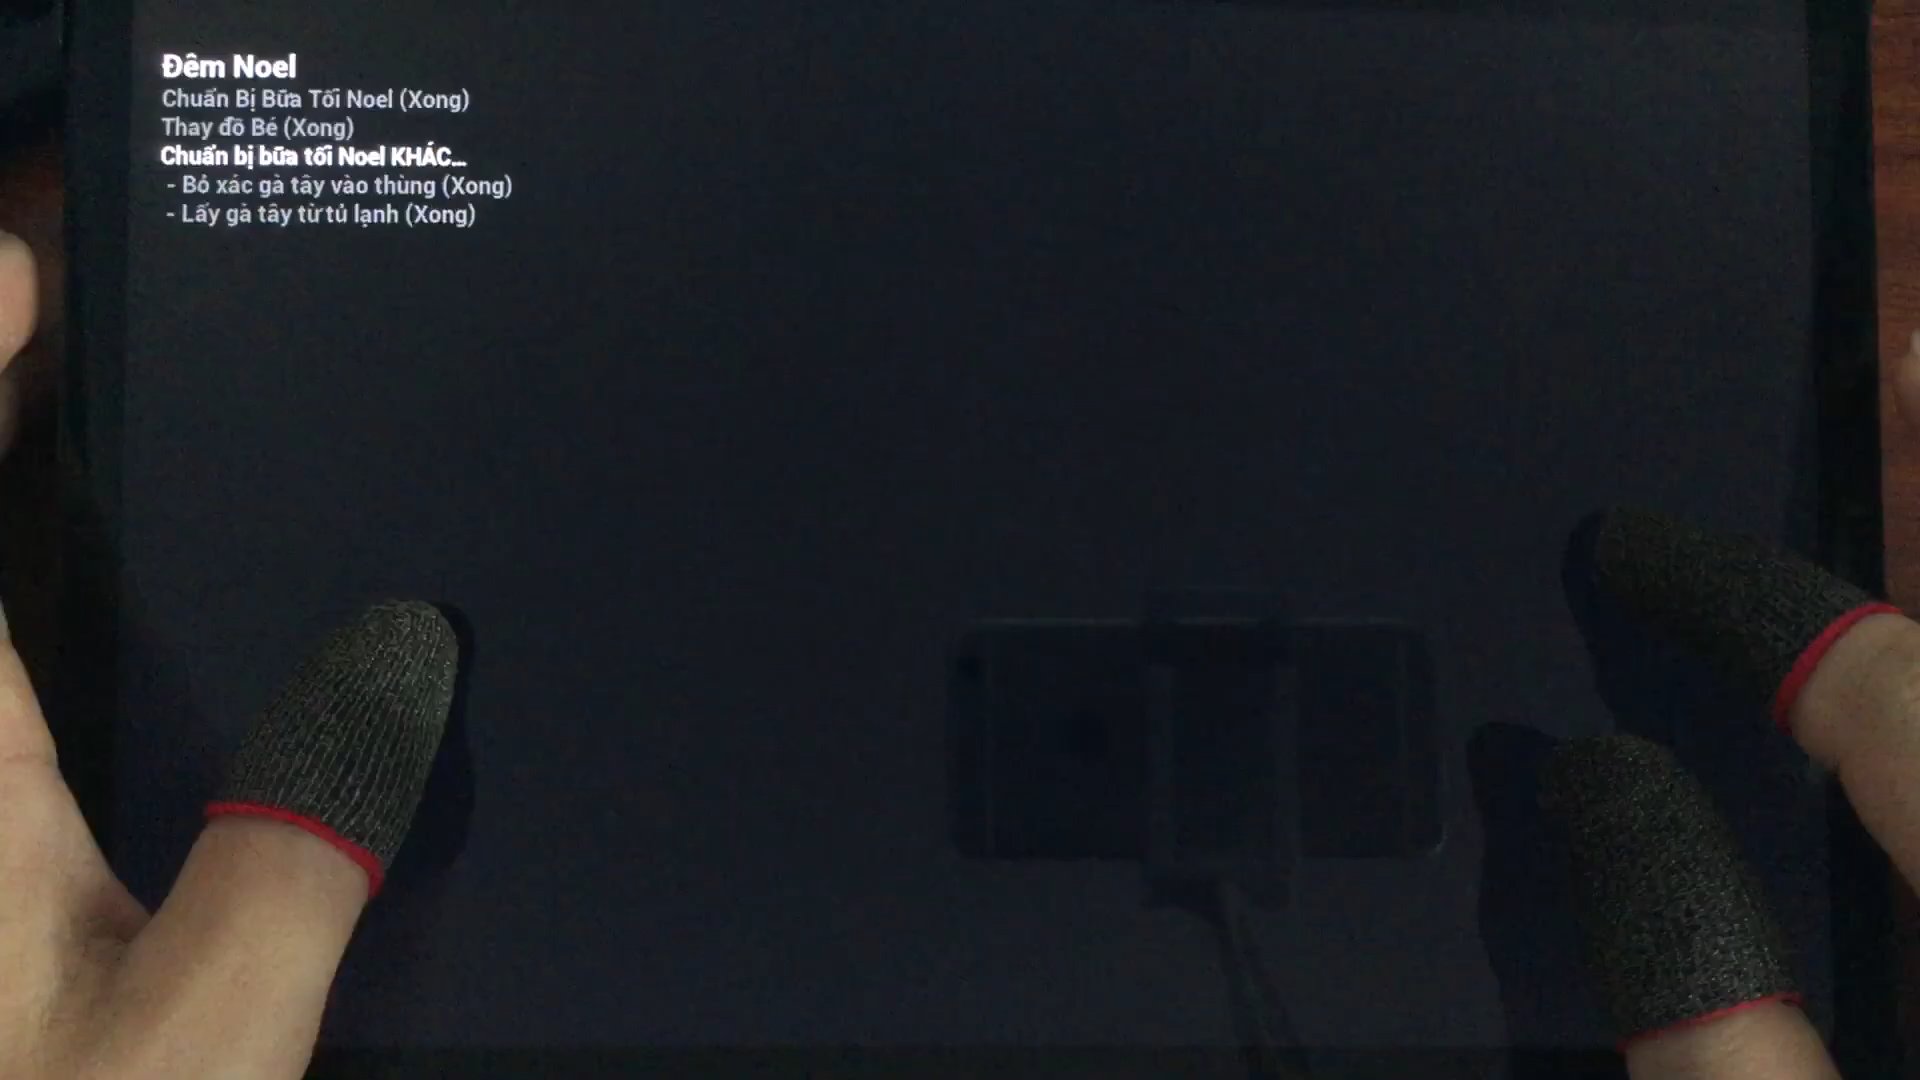 Đêm Noel
Chuẩn Bị Bữa Tối Noel (Xong)
Thay đồ Bé (Xong)
Chuẩn bị bữa tối Noel KHÁC...
- Bỏ xác gà tây vào thùng (Xong)
- Lấy gà tây từ tủ lạnh (Xong)